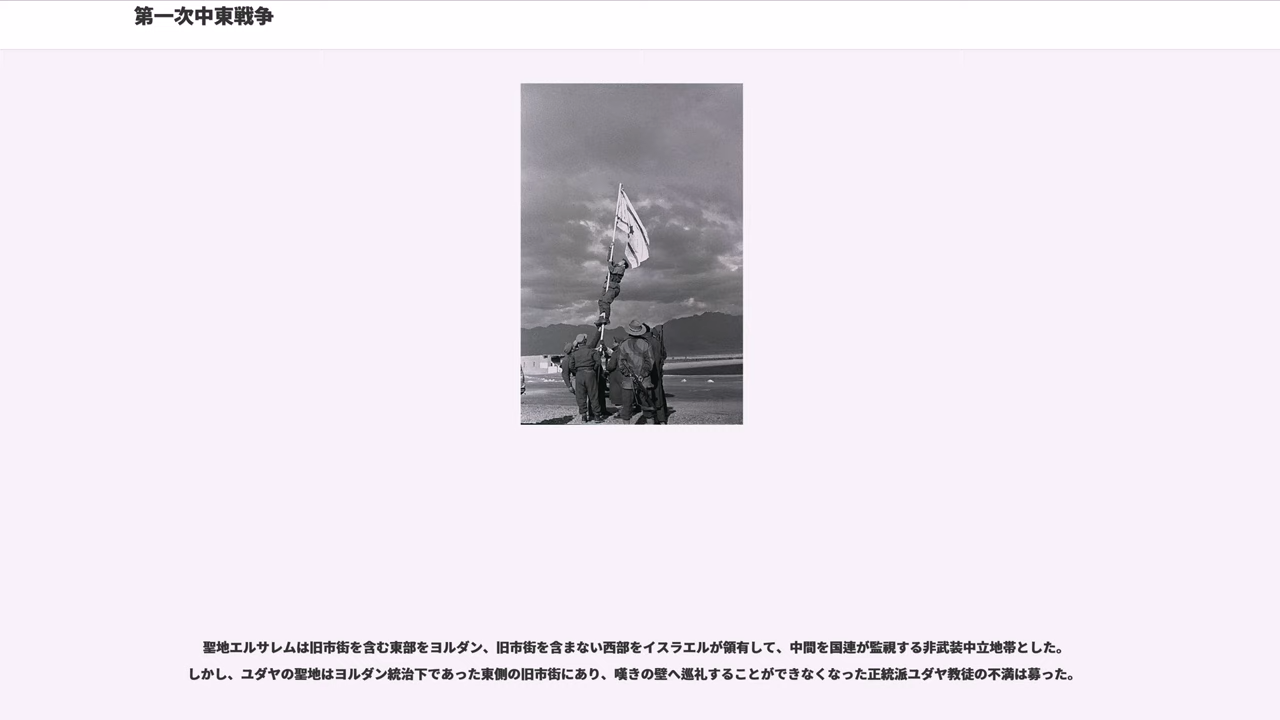 第一次中東戦争
聖地エルサレムは旧市街を含む東部をヨルダン、旧市街を含まない西部をイスラエルが領有して、中間を国連が監視する非武装中立地帯とした。
しかし、ユダヤの聖地はヨルダン統治下であった東側の旧市街にあり、嘆きの壁へ巡礼することができなくなった正統派ユダヤ教徒の不満は募った。